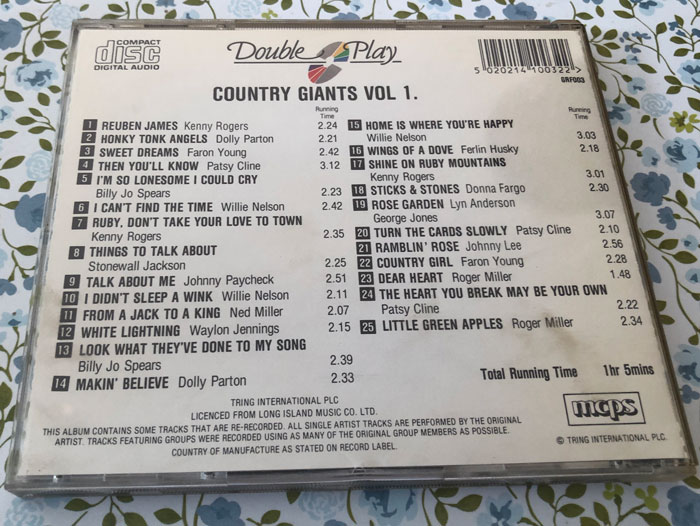 COMPACT
disc
DIGITAL AUDIO
Double Play
COUNTRY GIANTS VOL 1.
5 020214 100322 >
GRF003
Running
Time
1 REUBEN JAMES Kenny Rogers 2.24
2 HONKY TONK ANGELS Dolly Parton 2.21
3 SWEET DREAMS Faron Young 2.42
4 THEN YOU'LL KNOW Patsy Cline 3.12
5 I'M SO LONESOME I COULD CRY
Billy Jo Spears 2.23
6 I CAN'T FIND THE TIME Willie Nelson 2.42
7 RUBY, DON'T TAKE YOUR LOVE TO TOWN
Kenny Rogers 2.35
8 THINGS TO TALK ABOUT
Stonewall Jackson 2.25
9 TALK ABOUT ME Johnny Paycheck 2.51
10 I DIDN'T SLEEP A WINK Willie Nelson 2.11
11 FROM A JACK TO A KING Ned Miller 2.07
12 WHITE LIGHTNING Waylon Jennings 2.15
13 LOOK WHAT THEY'VE DONE TO MY SONG
Billy Jo Spears 2.39
14 MAKIN' BELIEVE Dolly Parton 2.33
Running
Time
15 HOME IS WHERE YOU'RE HAPPY
Willie Nelson 3.03
16 WINGS OF A DOVE Ferlin Husky 2.18
17 SHINE ON RUBY MOUNTAINS
Kenny Rogers 3.01
18 STICKS & STONES Donna Fargo 2.30
19 ROSE GARDEN Lyn Anderson
George Jones 3.07
20 TURN THE CARDS SLOWLY Patsy Cline 2.10
21 RAMBLIN' ROSE Johnny Lee 2.56
22 COUNTRY GIRL Faron Young 2.28
23 DEAR HEART Roger Miller 1.48
24 THE HEART YOU BREAK MAY BE YOUR OWN
Patsy Cline 2.22
25 LITTLE GREEN APPLES Roger Miller 2.34
Total Running Time 1hr 5mins
TRING INTERNATIONAL PLC
LICENCED FROM LONG ISLAND MUSIC CO. LTD.
THIS ALBUM CONTAINS SOME TRACKS THAT ARE RE-RECORDED. ALL SINGLE ARTIST TRACKS ARE PERFORMED BY THE ORIGINAL
ARTIST. TRACKS FEATURING GROUPS WERE RECORDED USING AS MANY OF THE ORIGINAL GROUP MEMBERS AS POSSIBLE.
COUNTRY OF MANUFACTURE AS STATED ON RECORD LABEL.
mcps
© TRING INTERNATIONAL PLC.